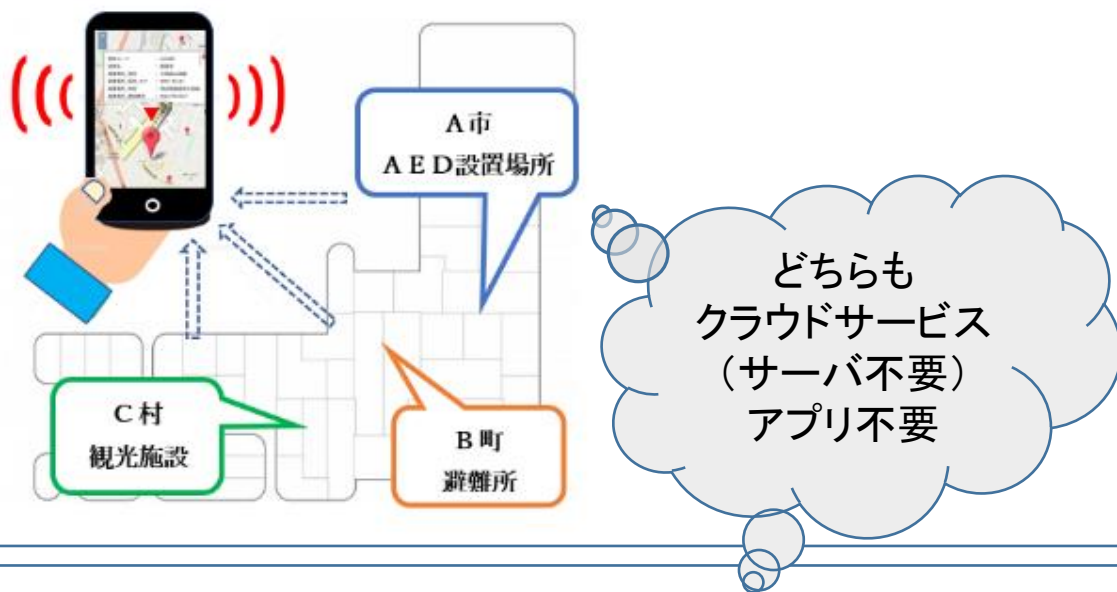 A市
AED設置場所
どちらも
クラウドサービス
（サーバ不要）
アプリ不要
C村
観光施設
B町
避難所